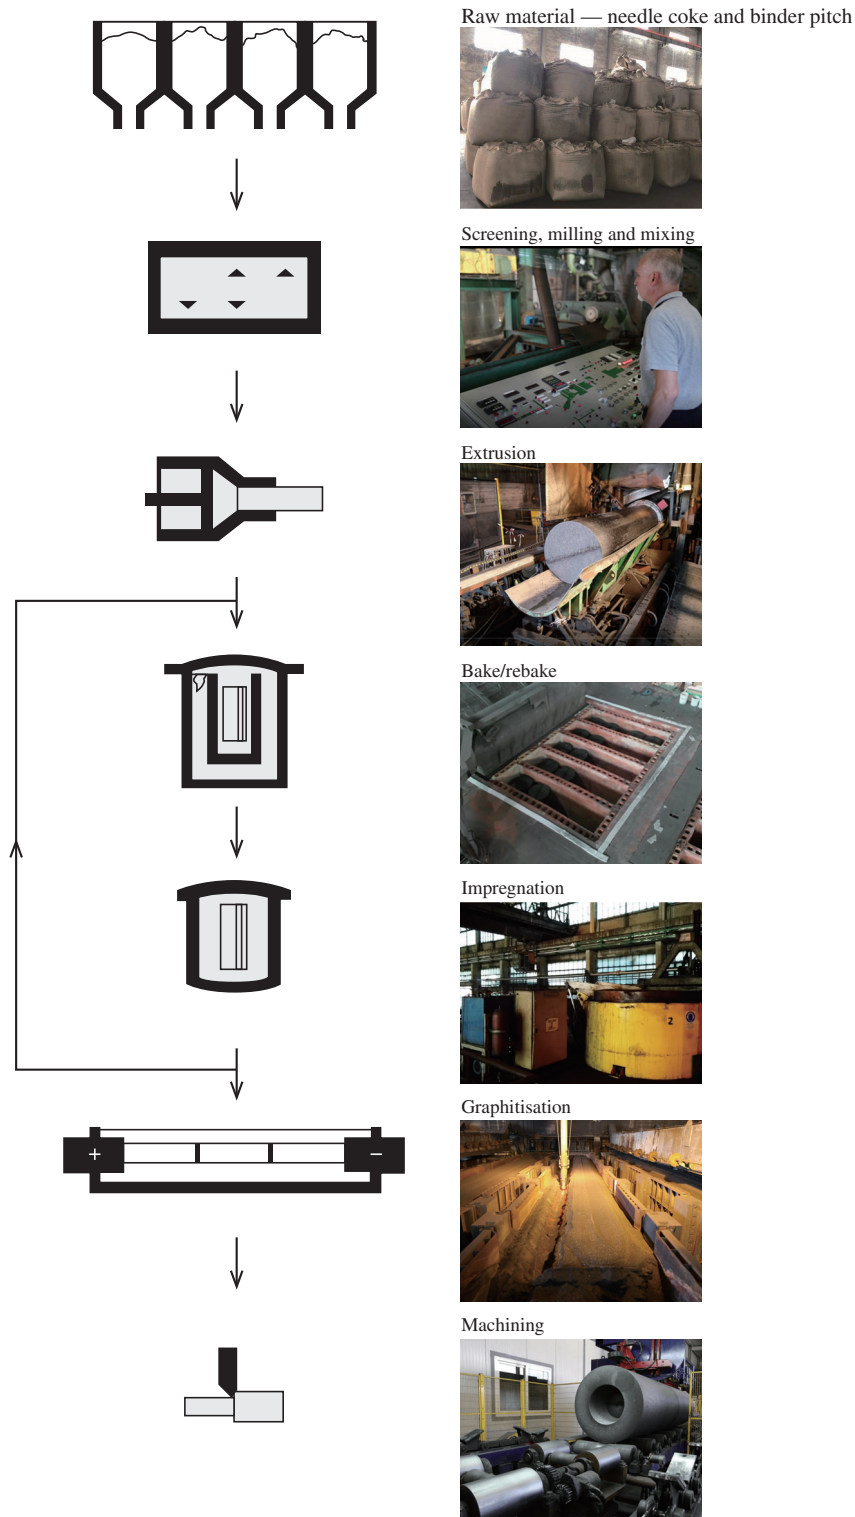 Raw material — needle coke and binder pitch
Screening, milling and mixing
Extrusion
Bake/rebake
Impregnation
2
Graphitisation
+ −
Machining